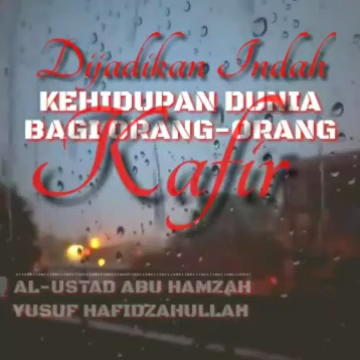 Dijadikan Indah
KEHIDUPAN DUNIA
BAGI ORANG-ORANG
Kafir
AL-USTAD ABU HAMZAH
YUSUF HAFIDZAHULLAH